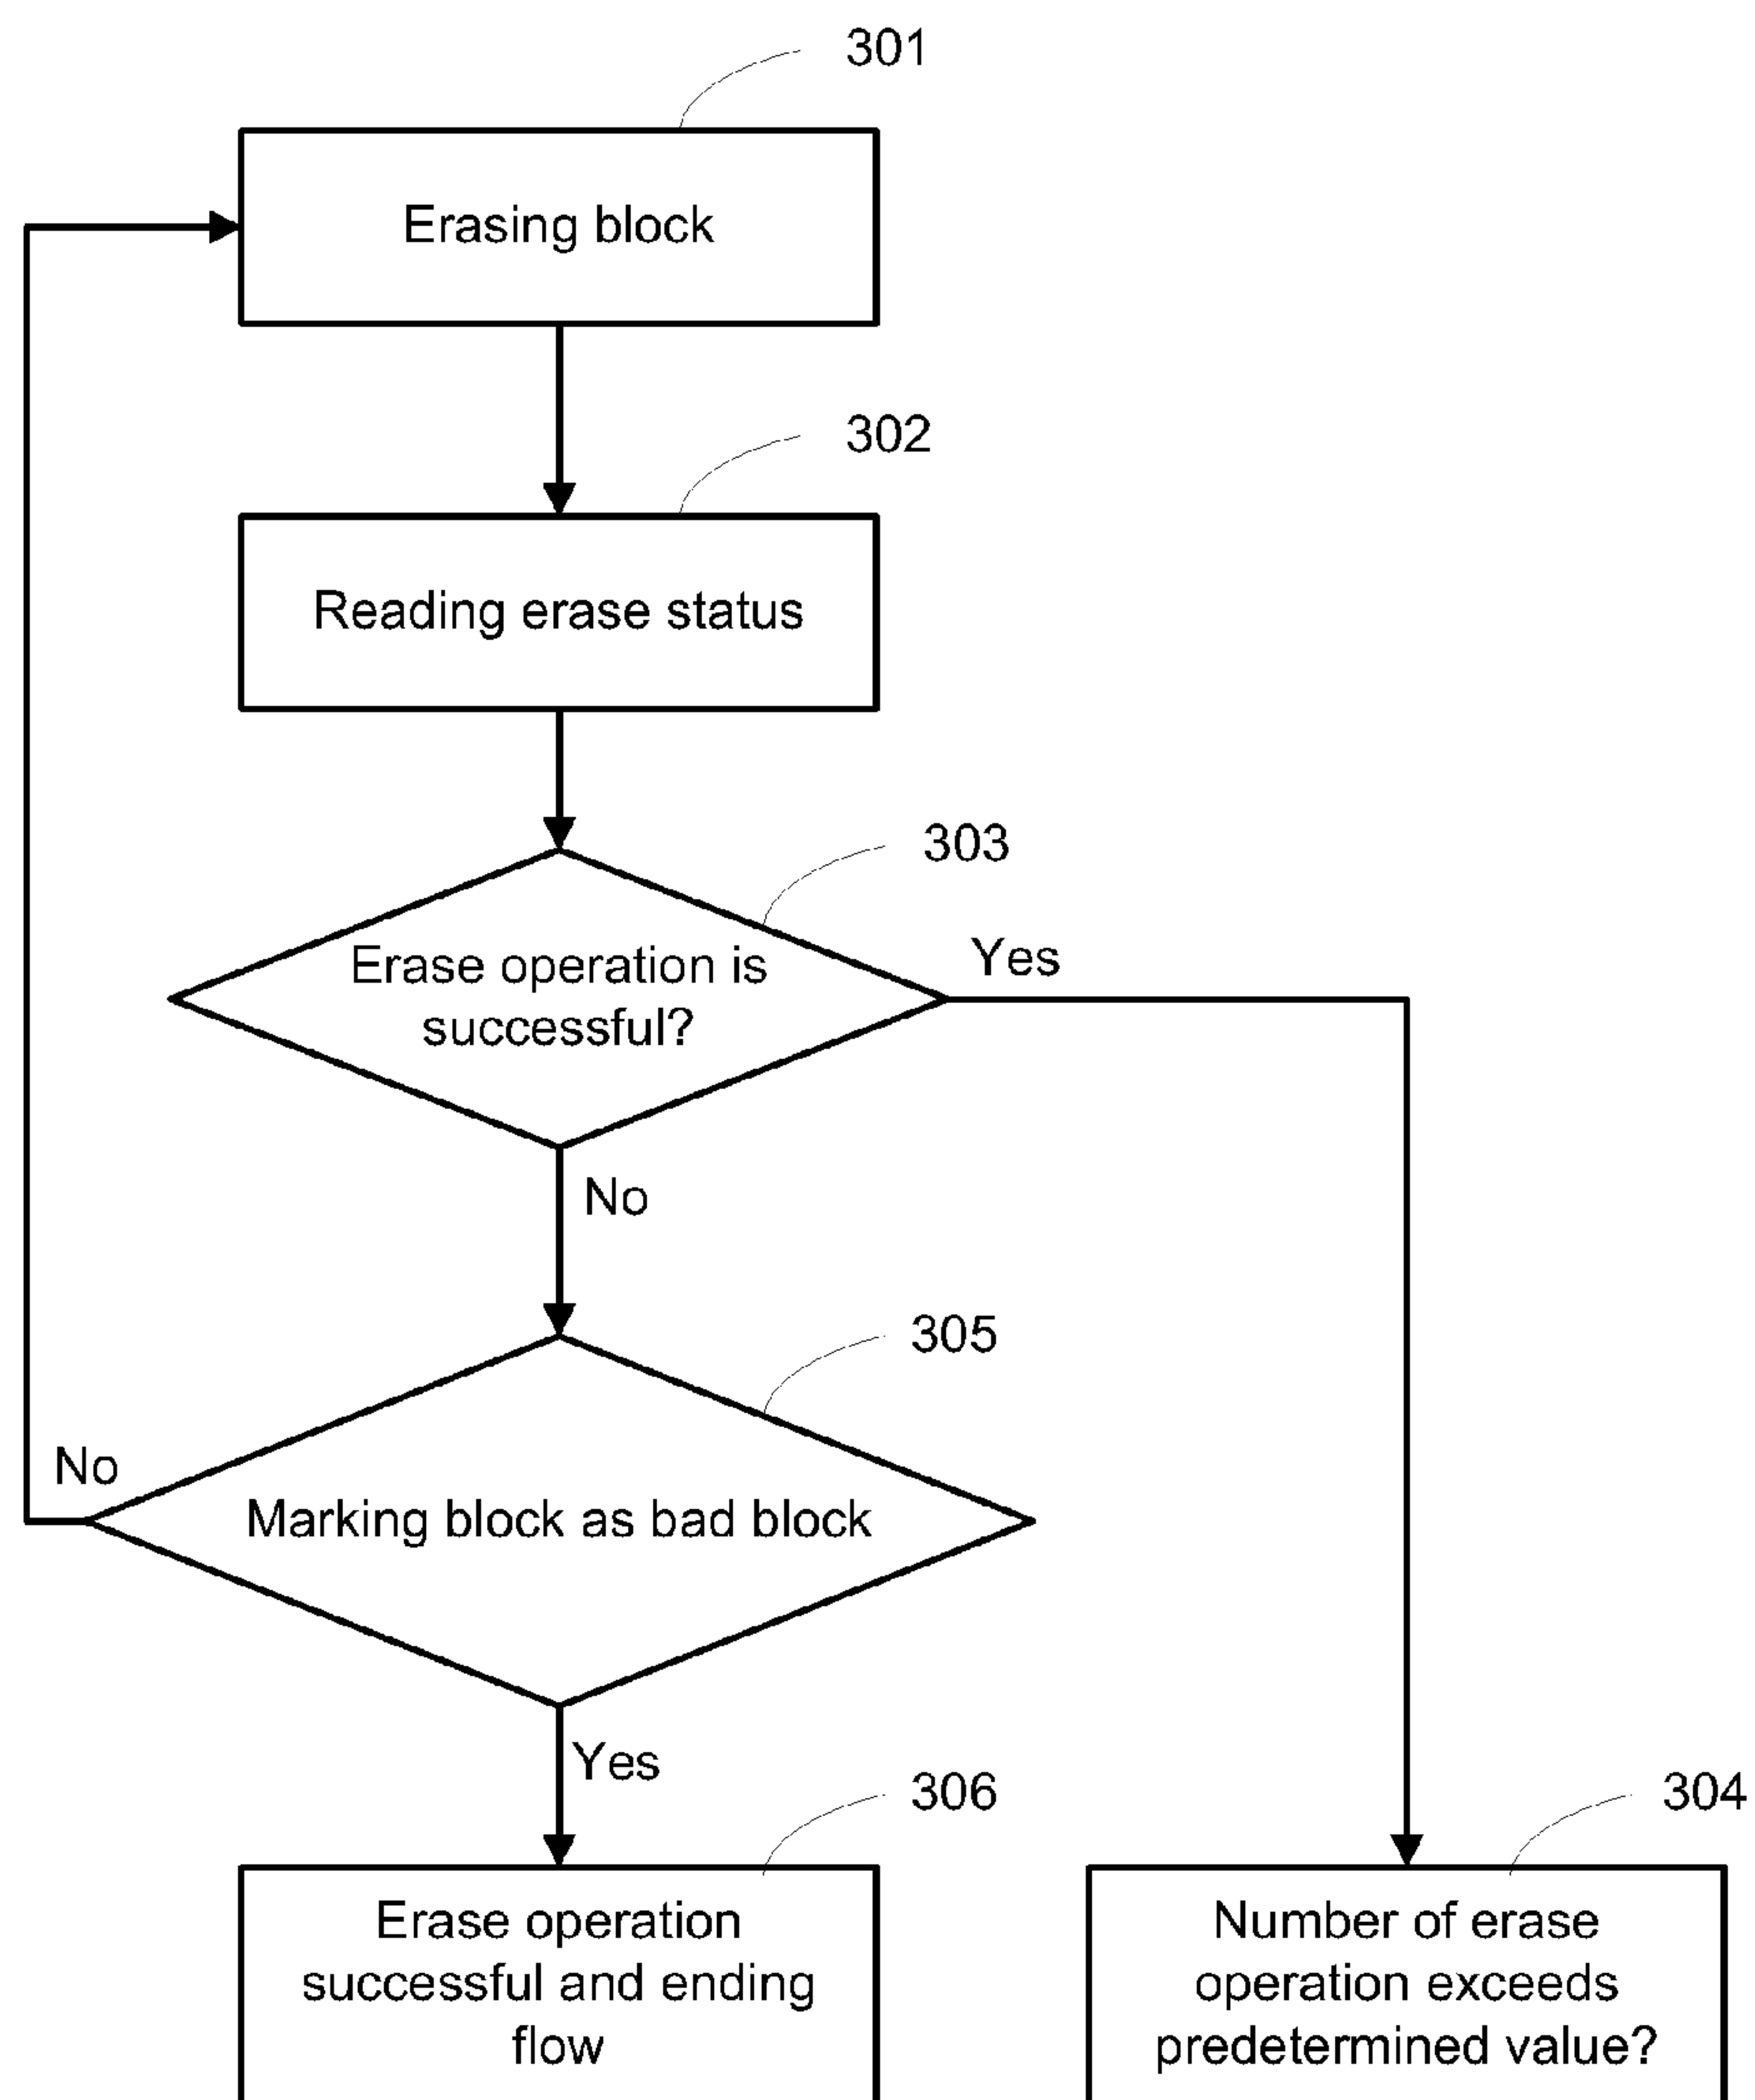 301
Erasing block
302
Reading erase status
303
Erase operation is
successful?
Yes
No
305
No
Marking block as bad block
Yes
306
304
Erase operation
successful and ending
flow
Number of erase
operation exceeds
predetermined value?